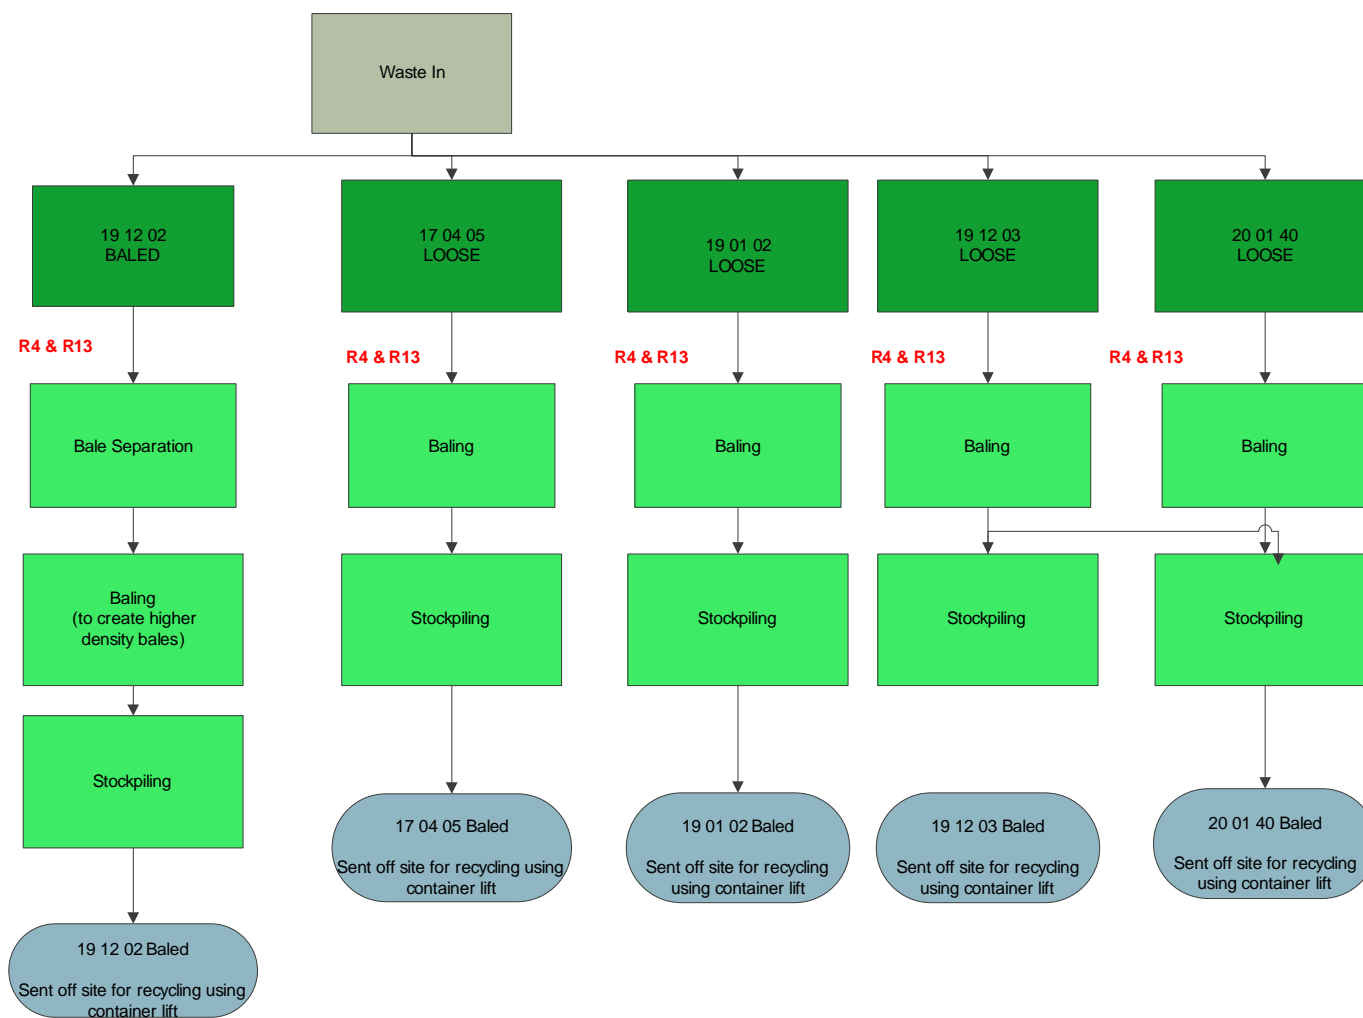 Waste In
19 12 02
BALED
17 04 05
LOOSE
19 01 02
LOOSE
19 12 03
LOOSE
20 01 40
LOOSE
R4 & R13
R4 & R13
R4 & R13
R4 & R13
R4 & R13
Bale Separation
Baling
Baling
Baling
Baling
Baling
(to create higher
density bales)
Stockpiling
Stockpiling
Stockpiling
Stockpiling
Stockpiling
17 04 05 Baled
Sent off site for recycling using
container lift
19 01 02 Baled
Sent off site for recycling
using container lift
19 12 03 Baled
Sent off site for recycling
using container lift
20 01 40 Baled
Sent off site for recycling
using container lift
19 12 02 Baled
Sent off site for recycling using
container lift